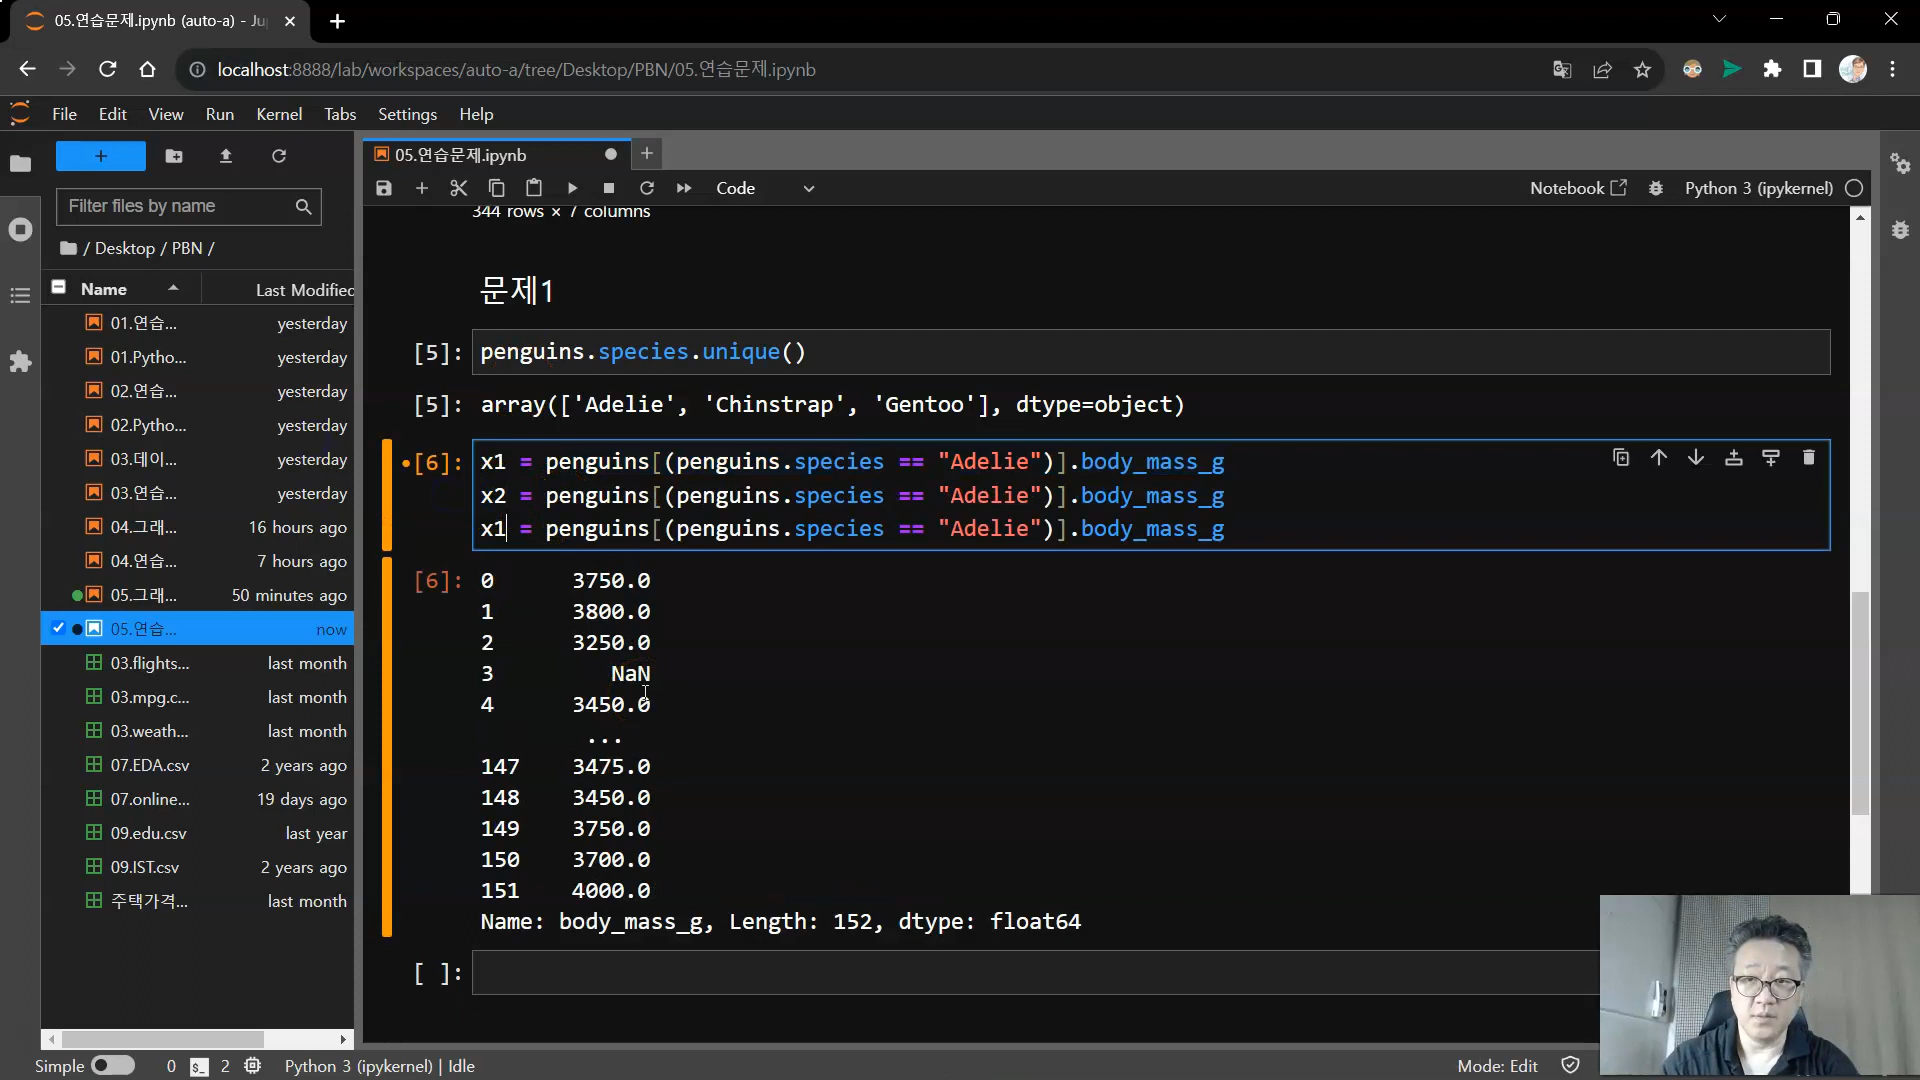 05.연습문제.ipynb (auto-a) - Ju
localhost:8888/lab/workspaces/auto-a/tree/Desktop/PBN/05.연습문제.ipynb
File Edit View Run Kernel Tabs Settings Help
Filter files by name
/ Desktop / PBN /
Name Last Modified
01.연습... yesterday
01.Pytho... yesterday
02.연습... yesterday
02.Pytho... yesterday
03.데이... yesterday
03.연습... yesterday
04.그래... 16 hours ago
04.연습... 7 hours ago
05.그래... 50 minutes ago
05.연습... now
03.flights... last month
03.mpg.c... last month
03.weath... last month
07.EDA.csv 2 years ago
07.online... 19 days ago
09.edu.csv last year
09.IST.csv 2 years ago
주택가격... last month
05.연습문제.ipynb
Code Notebook Python 3 (ipykernel)
344 rows × 7 columns
문제1
[5]: penguins.species.unique()
[5]: array(['Adelie', 'Chinstrap', 'Gentoo'], dtype=object)
[6]: x1 = penguins[(penguins.species == "Adelie")].body_mass_g
x2 = penguins[(penguins.species == "Adelie")].body_mass_g
x1 = penguins[(penguins.species == "Adelie")].body_mass_g
[6]: 0 3750.0
1 3800.0
2 3250.0
3 NaN
4 3450.0
...
147 3475.0
148 3450.0
149 3750.0
150 3700.0
151 4000.0
Name: body_mass_g, Length: 152, dtype: float64
[ ]:
Simple 0 2 Python 3 (ipykernel) | Idle Mode: Edit